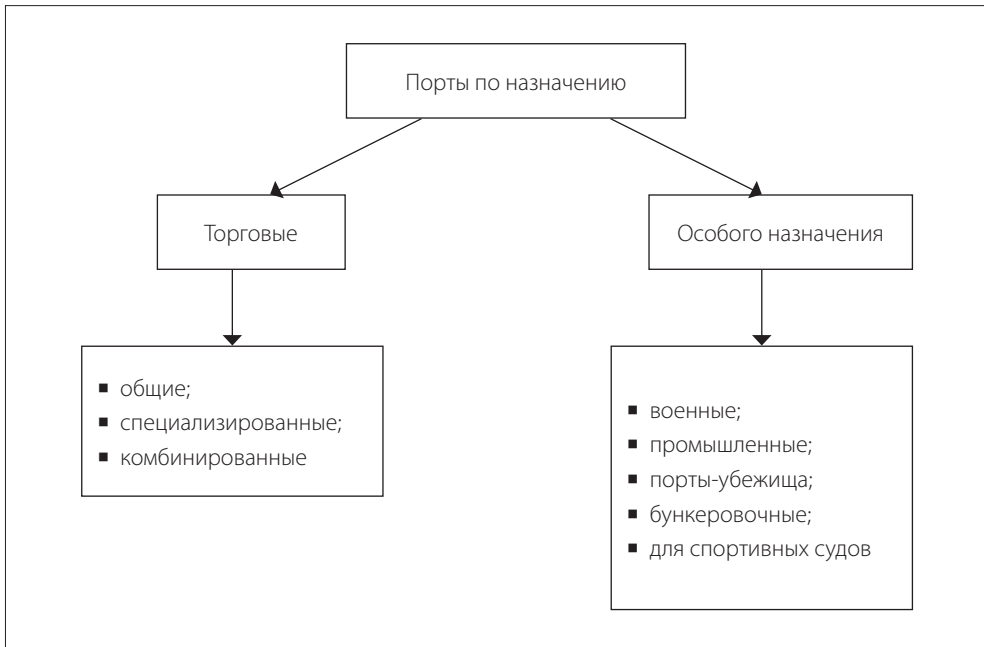 Порты по назначению
Торговые
Особого назначения
▪ общие;
▪ специализированные;
▪ комбинированные
▪ военные;
▪ промышленные;
▪ порты-убежища;
▪ бункеровочные;
▪ для спортивных судов